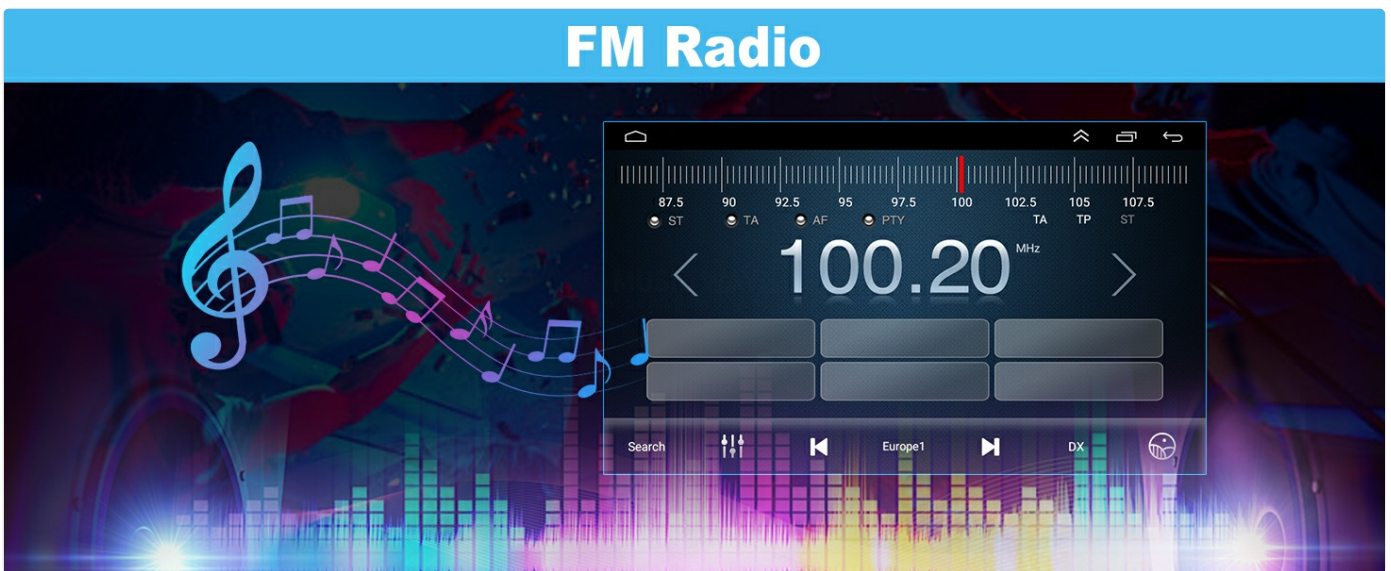 FM Radio
87.5 90 92.5 95 97.5 100 102.5 105 107.5
ST TA AF PTY TA TP ST
100.20 MHz
Search Europe1 DX